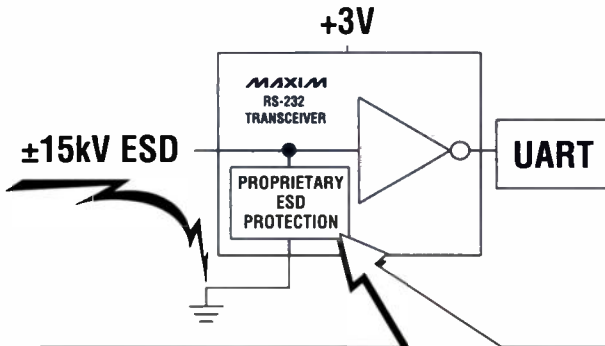 +3V
MAXIM
RS-232
TRANSCEIVER
±15kV ESD
UART
PROPRIETARY
ESD
PROTECTION